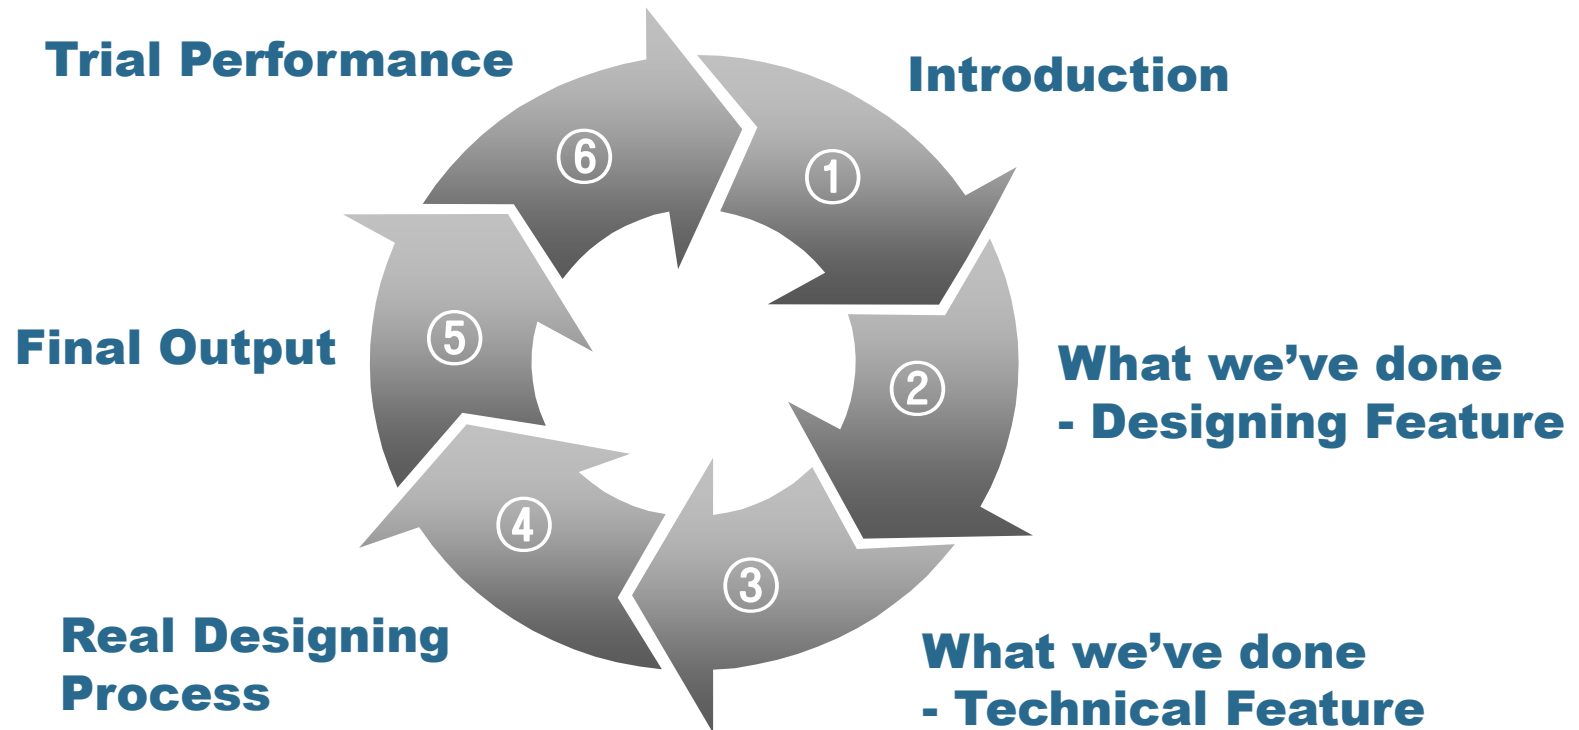 Trial Performance
Introduction
⑥
①
Final Output
⑤
②
What we’ve done
- Designing Feature
④
③
Real Designing
Process
What we’ve done
- Technical Feature